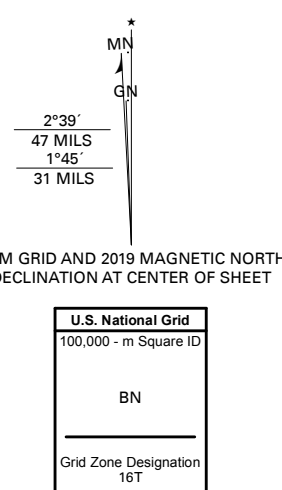 ★
MN
GN
2°39´
47 MILS
1°45´
31 MILS
M GRID AND 2019 MAGNETIC NORTH
DECLINATION AT CENTER OF SHEET
U.S. National Grid
100,000 - m Square ID
BN
Grid Zone Designation
16T